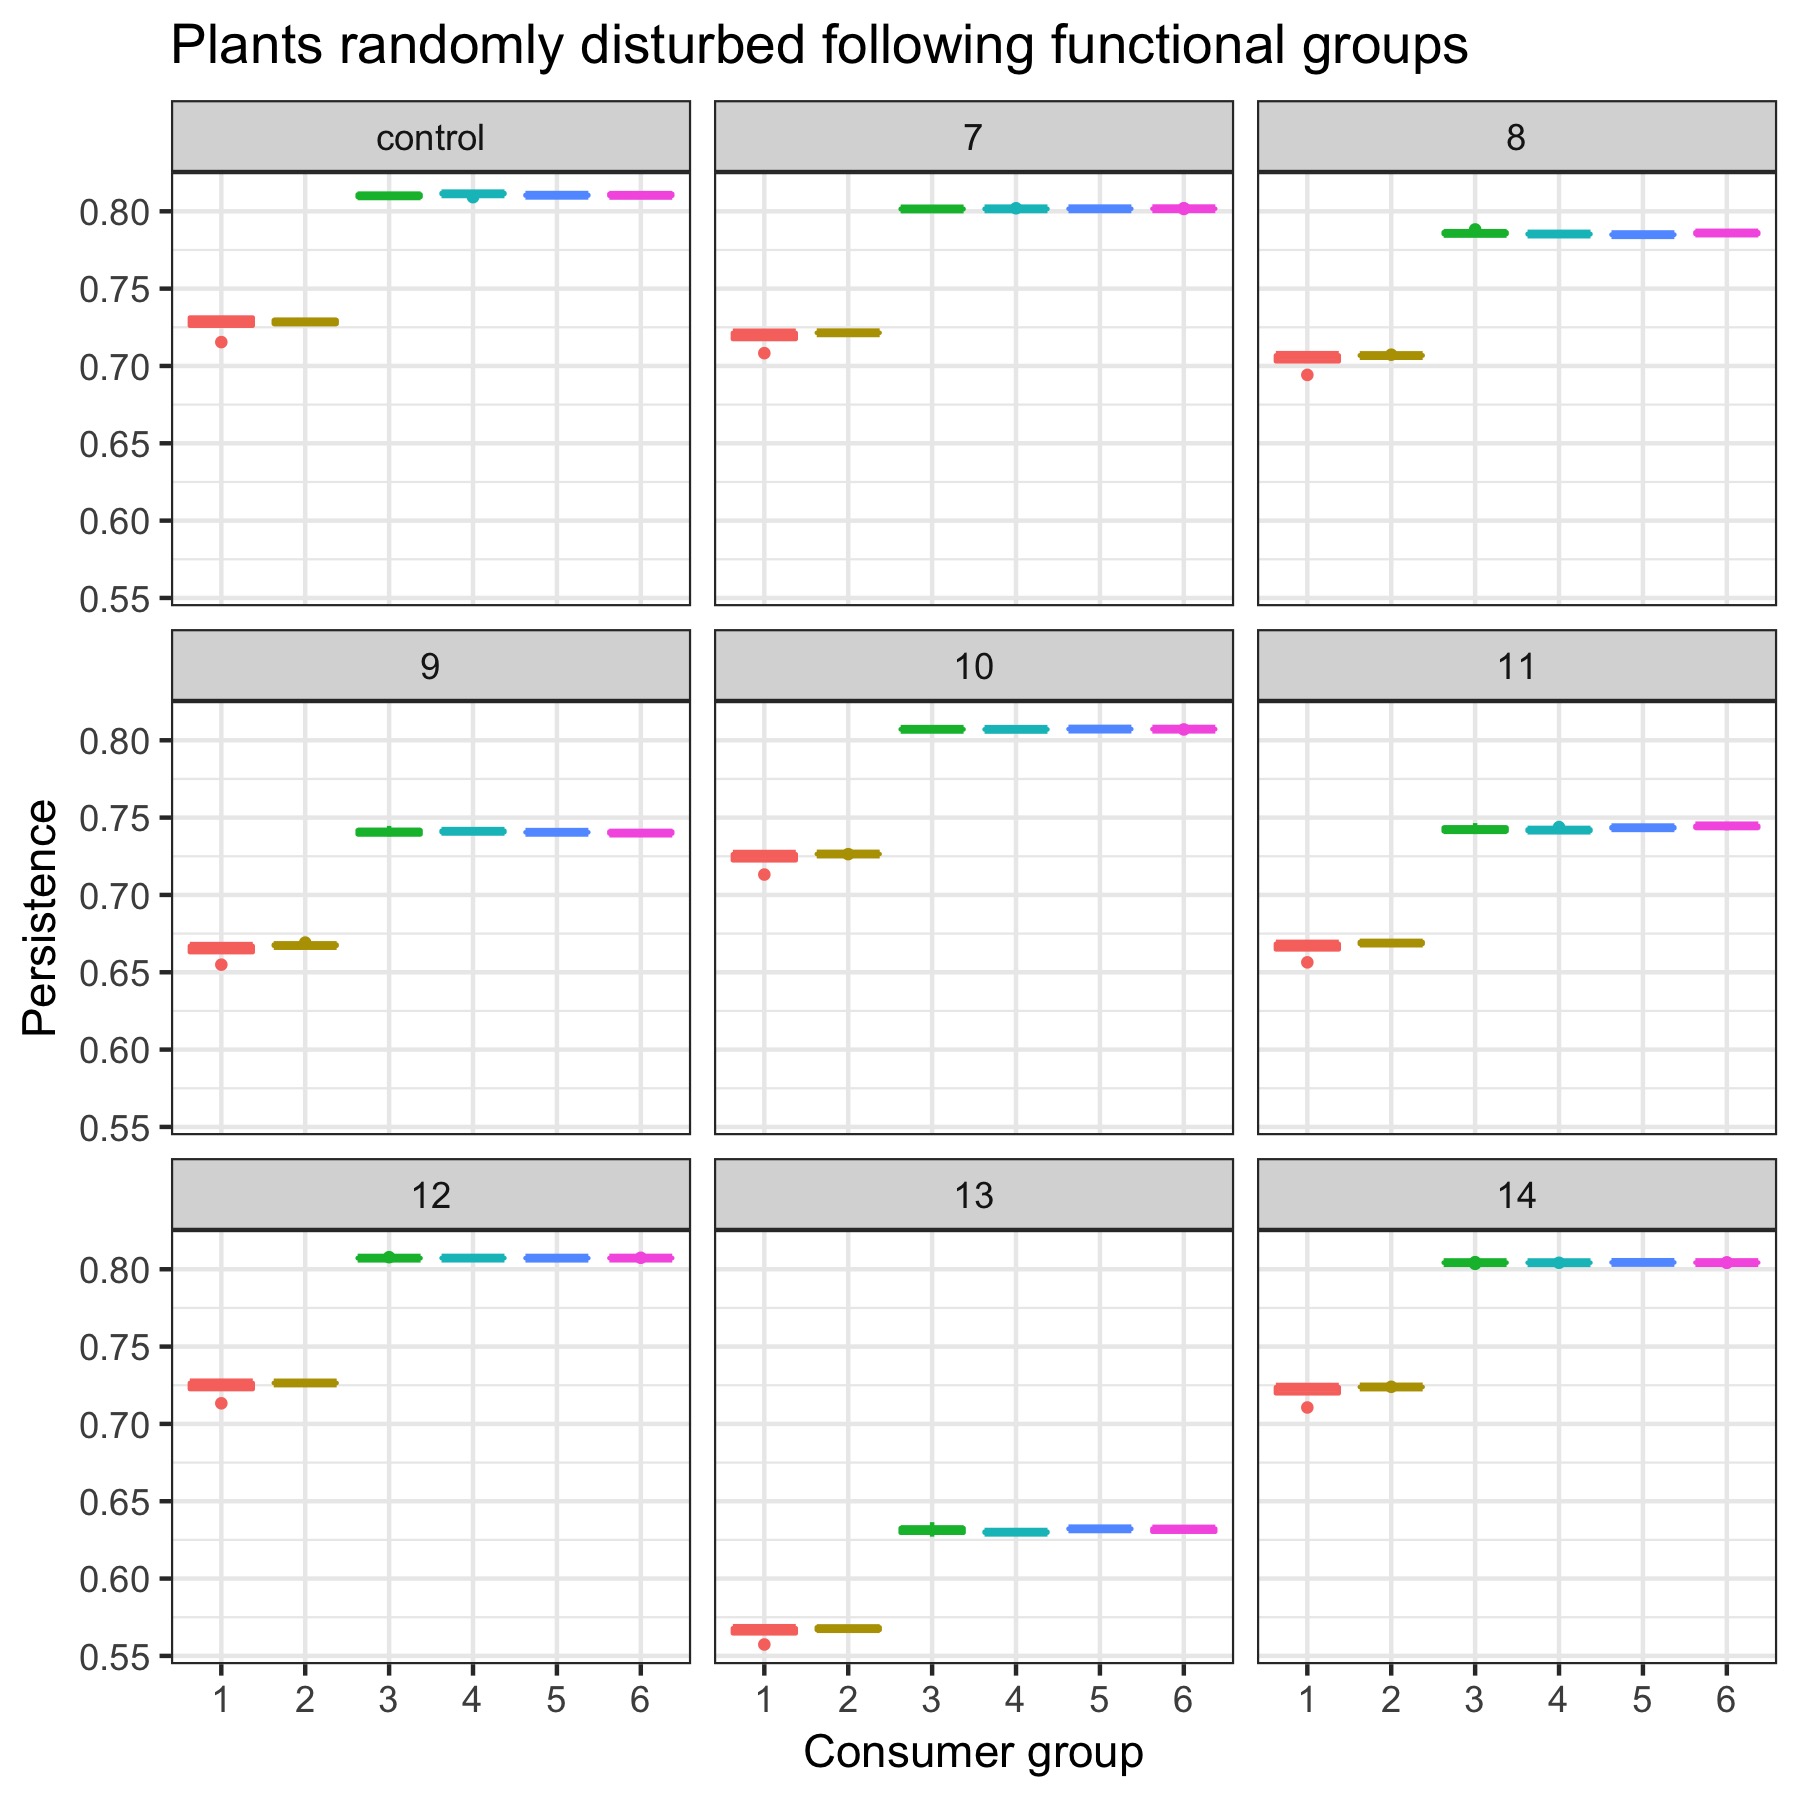 Plants randomly disturbed following functional groups
control 7 8
0.80
0.75
0.70
0.65
0.60
0.55
9 10 11
0.80
0.75
0.70
0.65
0.60
0.55
12 13 14
0.80
0.75
0.70
0.65
0.60
0.55
1 2 3 4 5 6 1 2 3 4 5 6 1 2 3 4 5 6
Consumer group
Persistence